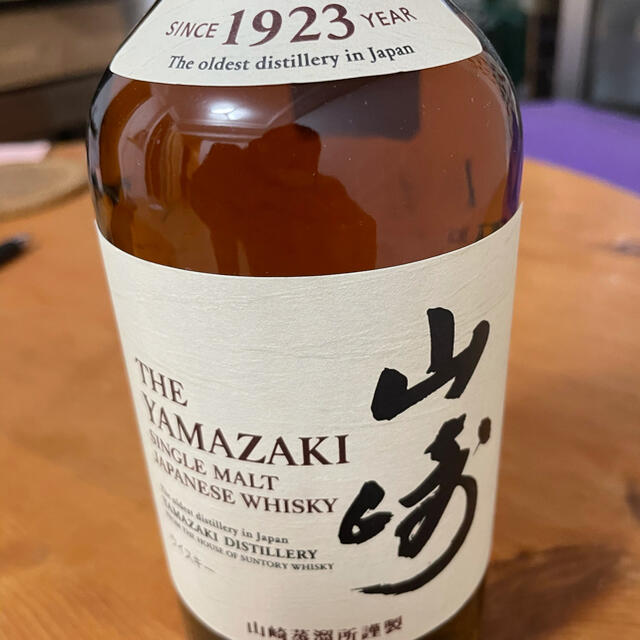 SINCE 1923 YEAR
The oldest distillery in Japan
THE
YAMAZAKI
SINGLE MALT
JAPANESE WHISKY
The oldest distillery in Japan
YAMAZAKI DISTILLERY
FROM THE HOUSE OF SUNTORY WHISKY
ウイスキー
山崎
山崎蒸溜所謹製